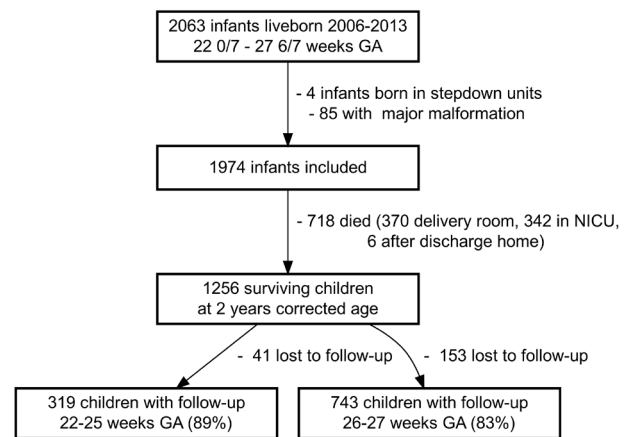 2063 infants liveborn 2006-2013
22 0/7 - 27 6/7 weeks GA
- 4 infants born in stepdown units
- 85 with major malformation
1974 infants included
- 718 died (370 delivery room, 342 in NICU,
6 after discharge home)
1256 surviving children
at 2 years corrected age
- 41 lost to follow-up
- 153 lost to follow-up
319 children with follow-up
22-25 weeks GA (89%)
743 children with follow-up
26-27 weeks GA (83%)